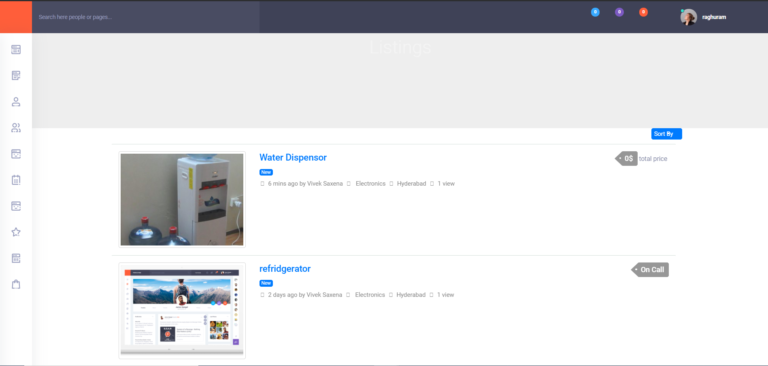 Search here people or pages...
0
0
0
raghuram
Listings
Sort By
Water Dispensor
0$ total price
New
6 mins ago by Vivek Saxena Electronics Hyderabad 1 view
refridgerator
On Call
New
2 days ago by Vivek Saxena Electronics Hyderabad 1 view